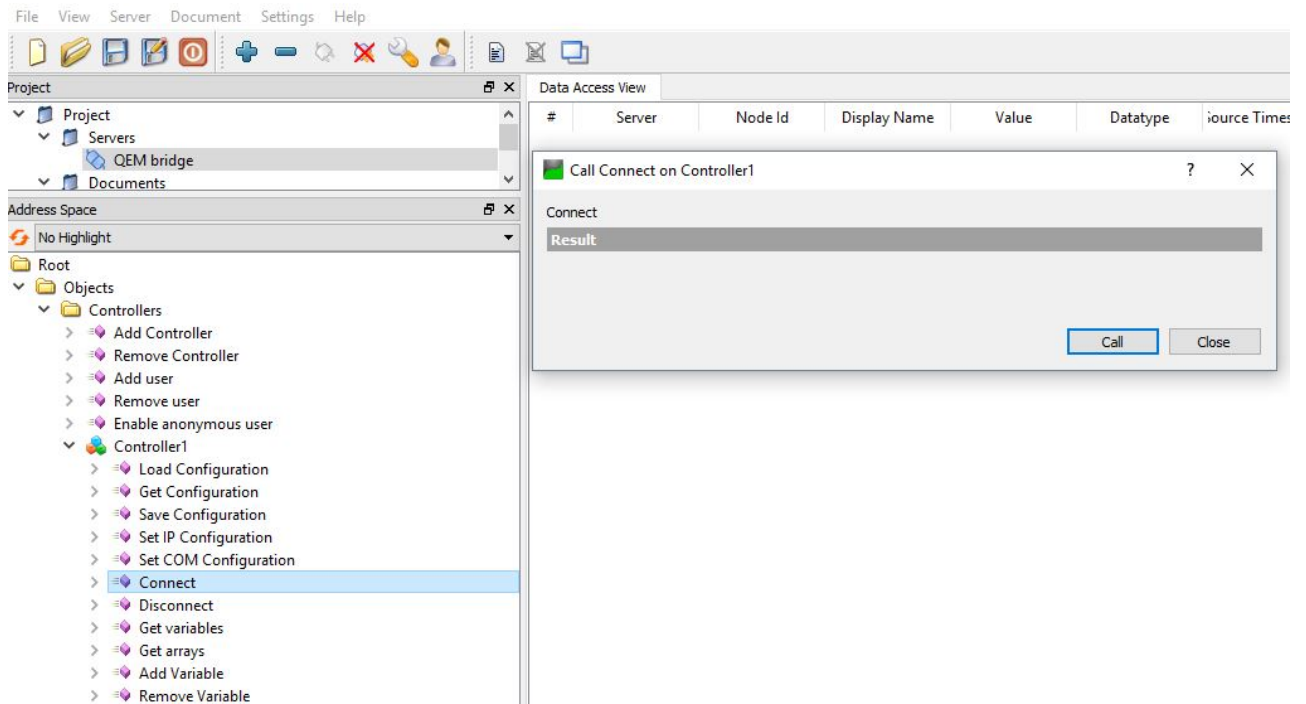 File View Server Document Settings Help
Project
Project
Servers
QEM bridge
Documents
Address Space
No Highlight
Root
Objects
Controllers
Add Controller
Remove Controller
Add user
Remove user
Enable anonymous user
Controller1
Load Configuration
Get Configuration
Save Configuration
Set IP Configuration
Set COM Configuration
Connect
Disconnect
Get variables
Get arrays
Add Variable
Remove Variable
Data Access View
# Server Node Id Display Name Value Datatype Source Times
Call Connect on Controller1 ?
Connect
Result
Call Close